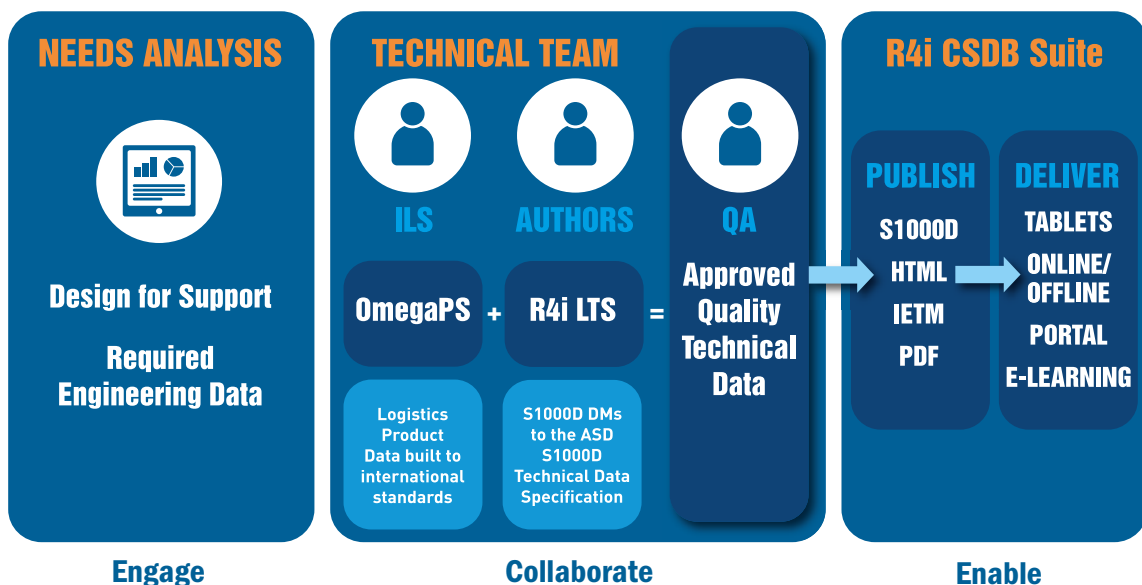 NEEDS ANALYSIS
Design for Support
Required
Engineering Data
Engage
TECHNICAL TEAM
ILS
AUTHORS
QA
OmegaPS
+
R4i LTS
=
Approved
Quality
Technical
Data
Logistics
Product
Data built to
international
standards
S1000D DMs
to the ASD
S1000D
Technical Data
Specification
Collaborate
R4i CSDB Suite
PUBLISH
S1000D
HTML
IETM
PDF
DELIVER
TABLETS
ONLINE/
OFFLINE
PORTAL
E-LEARNING
Enable